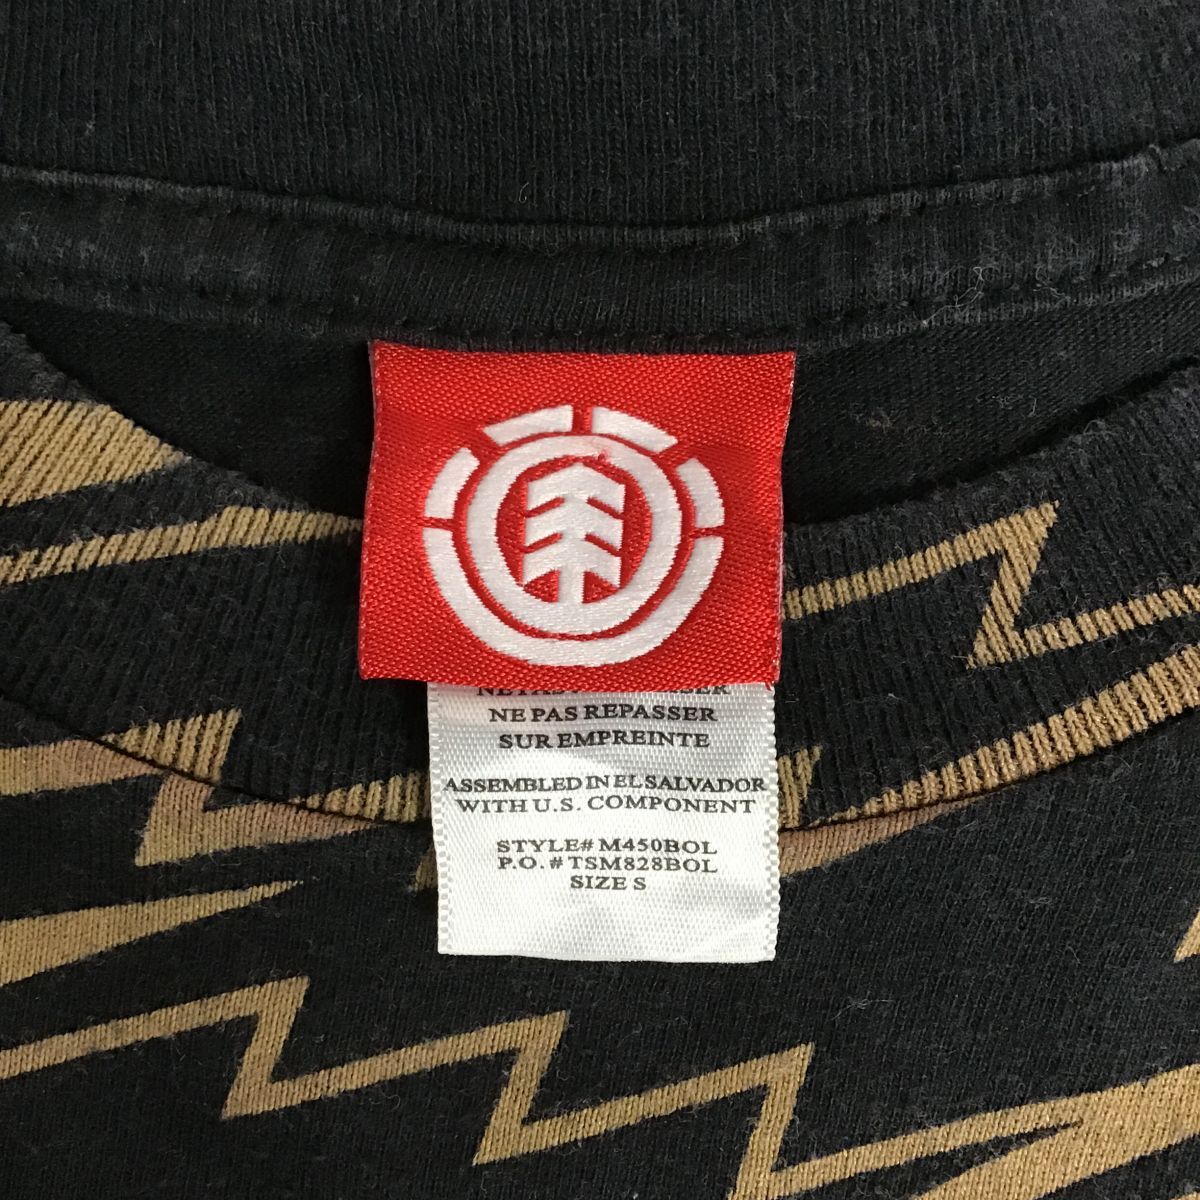 NE PAS REPASSER
SUR EMPREINTE
ASSEMBLED IN EL SALVADOR
WITH U.S. COMPONENT
STYLE# M450BOL
P.O. # TSM828BOL
SIZE S